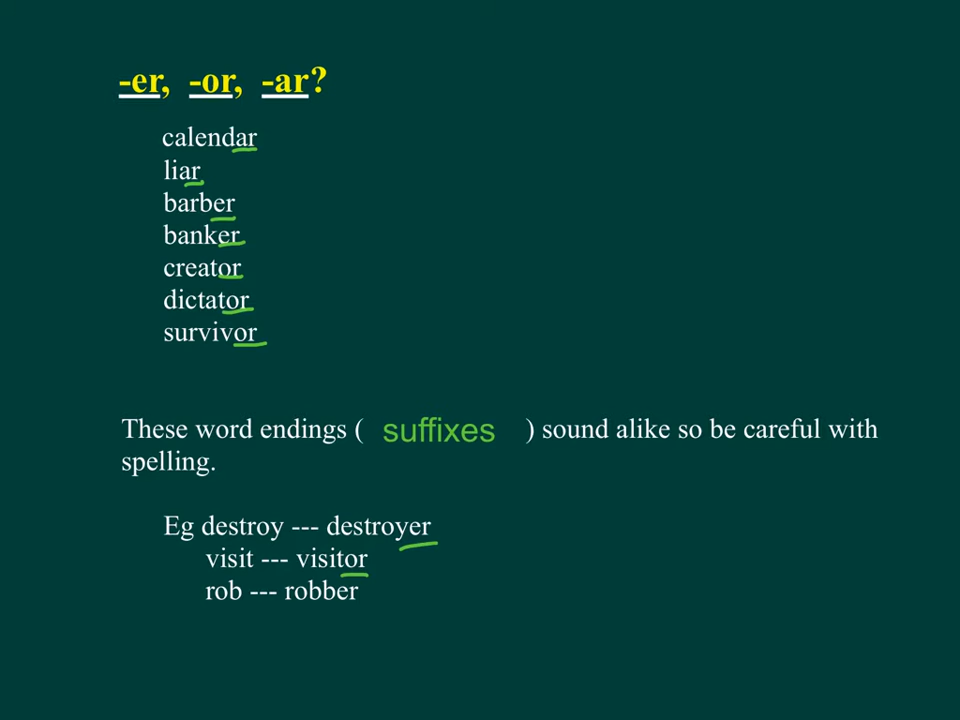 -er, -or, -ar?
calendar
liar
barber
banker
creator
dictator
survivor
These word endings ( suffixes ) sound alike so be careful with
spelling.
Eg destroy --- destroyer
visit --- visitor
rob --- robber